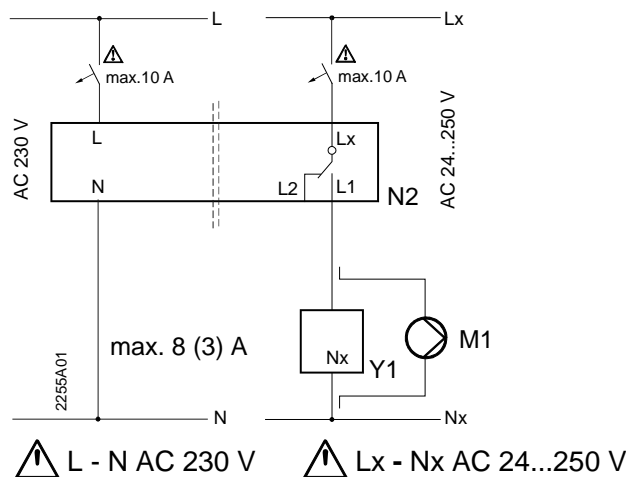 L
Lx
max.10 A
max.10 A
AC 230 V
L
Lx
AC 24...250 V
N
L2
L1
N2
max. 8 (3) A
2255A01
Nx
Y1
M1
N
Nx
L - N AC 230 V
Lx - Nx AC 24...250 V